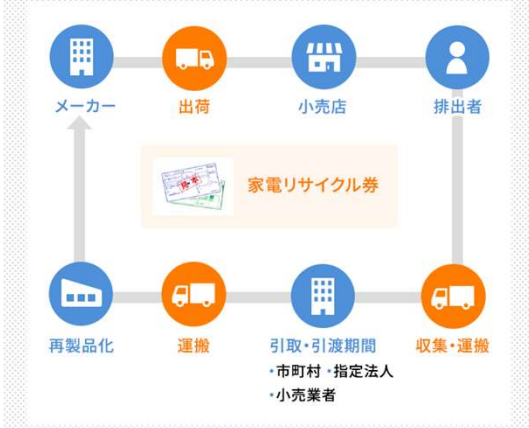 メーカー
出荷
小売店
排出者
見本
家電リサイクル券
再製品化
運搬
引取・引渡期間
・市町村 ・指定法人
・小売業者
収集・運搬